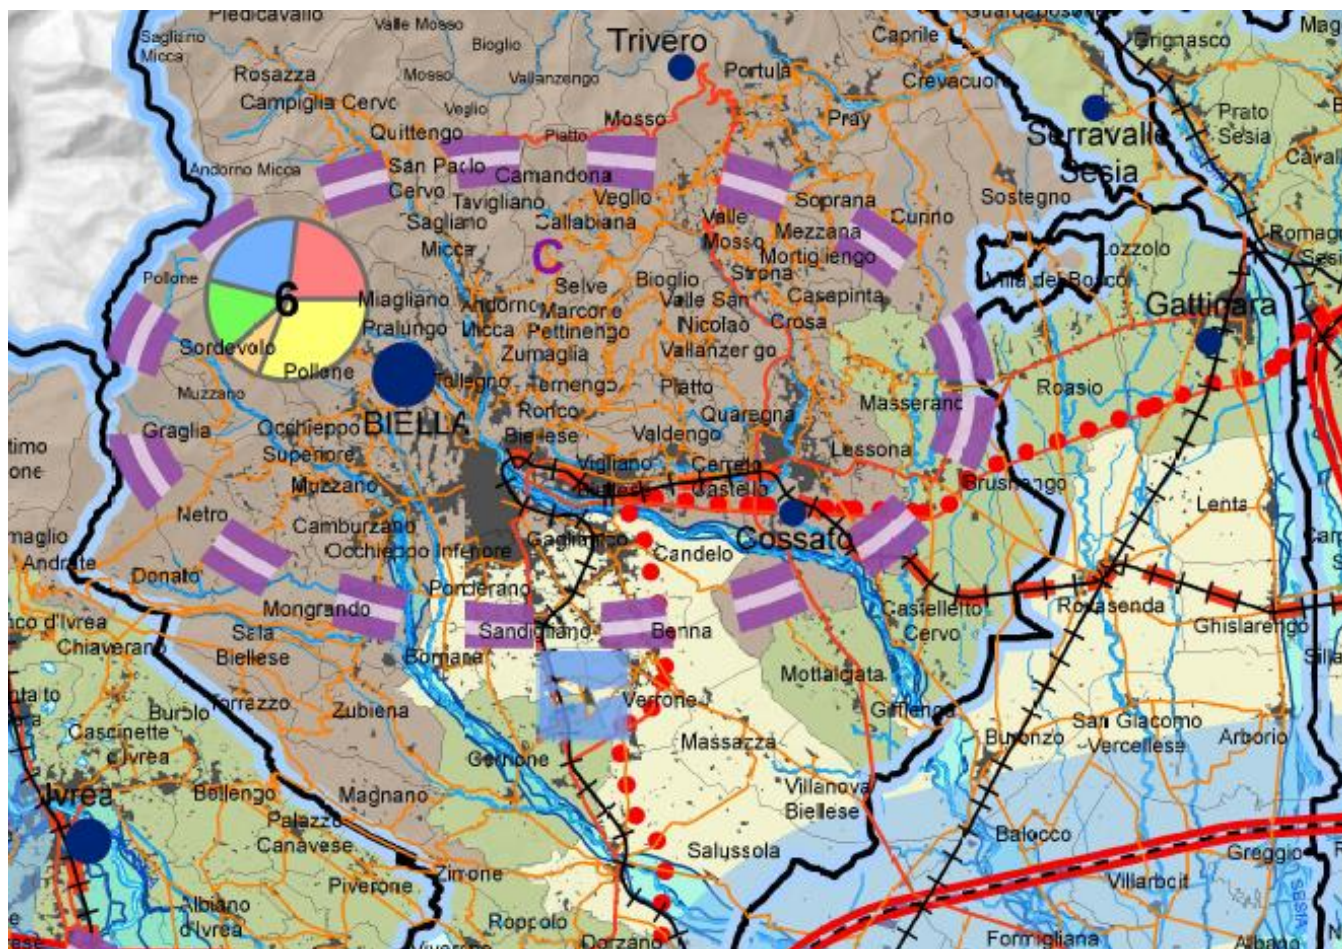 Piedicavallo
Valle Mosso
Guardabosone
Sagliano
Micca
Bioglio
Trivero
Caprile
Grignasco
Rosazza
Mosso
Vallanzengo
Portula
Crevacuore
Campiglia Cervo
Veglio
Mosso
Pray
Prato
Sesia
Quittengo
Piatto
Serravalle
Sesia
Andorno Micca
San Paolo
Cervo
Camandona
Tavigliano
Veglio
Callabiana
Soprana
Curino
Sostegno
Sagliano
Micca
C
Valle
Mosso
Mezzana
Mortigliengo
Lozzolo
Pollone
6
Miagliano
Andorno
Micca
Selve
Marcone
Bioglio
Strona
Casapinta
Villa del Bosco
Gattinara
Pralungo
Pettinengo
Valle San
Nicolao
Crosa
Sordevolo
Zumaglia
Vallanzengo
Pollone
Tollegno
Ternengo
Piatto
Roasio
Muzzano
Ronco
Biellese
Quaregna
Masserano
Graglia
Occhieppo
Superiore
BIELLA
Valdengo
Lessona
Vigliano
Biellese
Cerreto
Castello
Muzzano
Brusnengo
Lenta
Netro
Camburzano
Gaglianico
Cossato
Andrate
Occhieppo Inferiore
Candelo
Donato
Ponderano
Mongrando
Castelletto
Cervo
Rovasenda
Ghislarengo
Chiaverano
Sala
Biellese
Sandigliano
Benna
Borriana
Mottalciata
Torrazzo
Burolo
Zubiena
Verrone
Gifflenga
Cascinette
d'Ivrea
Massazza
Buronzo
San Giacomo
Vercellese
Arborio
Cerrione
Ivrea
Bollengo
Magnano
Villanova
Biellese
Palazzo
Canavese
Balocco
Salussola
Greggio
Piverone
Zimone
Villarboit
Albiano
d'Ivrea
Roppolo
Dorzano
Formigliana
SESIA